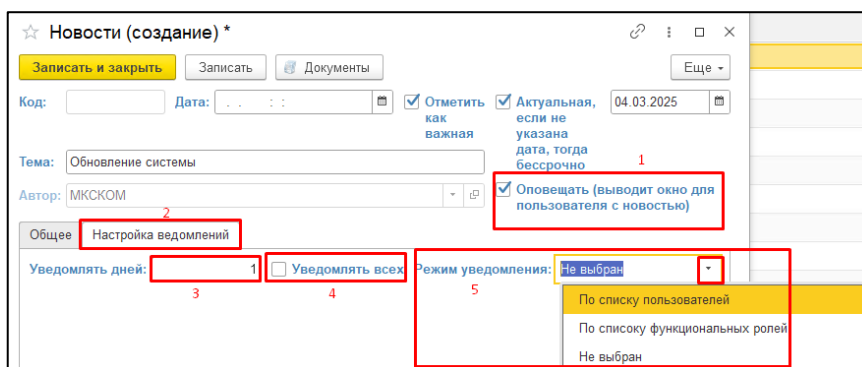 Новости (создание) *
Записать и закрыть Записать Документы Еще
Код: Дата: . . : : Отметить как важная Актуальная, если не указана дата, тогда бессрочно 04.03.2025
1
Тема: Обновление системы
Автор: МКСКОМ Оповещать (выводит окно для пользователя с новостью)
2
Общее Настройка ведомлений
Уведомлять дней: 1 Уведомлять всех Режим уведомления: Не выбран
3 4 5
По списку пользователей
По списоку функциональных ролей
Не выбран